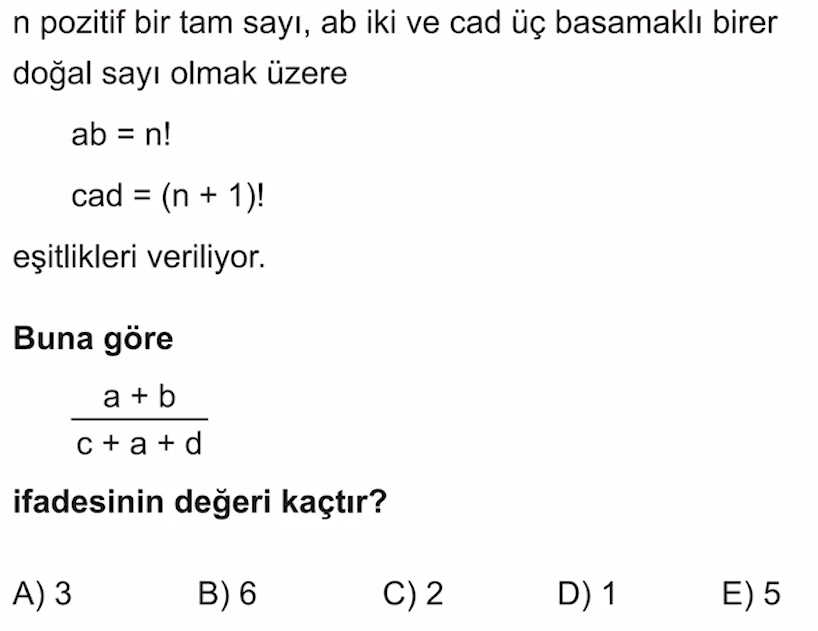 n pozitif bir tam sayı, ab iki ve cad üç basamaklı birer
doğal sayı olmak üzere
ab = n!
cad = (n + 1)!
eşitlikleri veriliyor.
Buna göre
a + b
c + a + d
ifadesinin değeri kaçtır?
A) 3 B) 6 C) 2 D) 1 E) 5